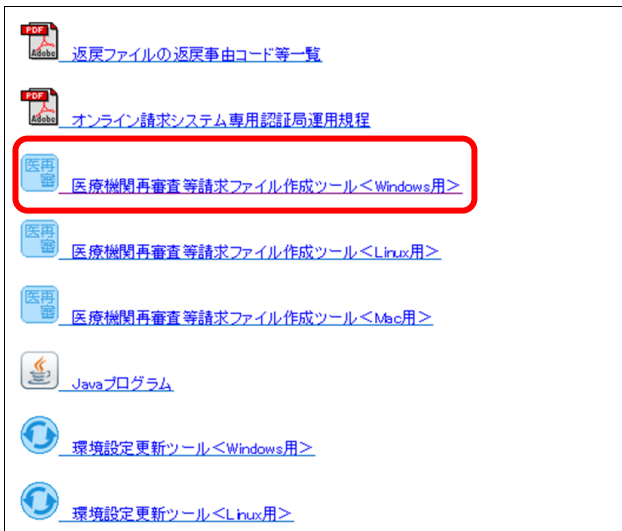 PDF
Adobe
返戻ファイルの返戻事由コード等一覧
PDF
Adobe
オンライン請求システム専用認証局運用規程
医再
審
医療機関再審査等請求ファイル作成ツール＜Windows用＞
医再
審
医療機関再審査等請求ファイル作成ツール＜Linux用＞
医再
審
医療機関再審査等請求ファイル作成ツール＜Mac用＞
Javaプログラム
環境設定更新ツール＜Windows用＞
環境設定更新ツール＜Linux用＞